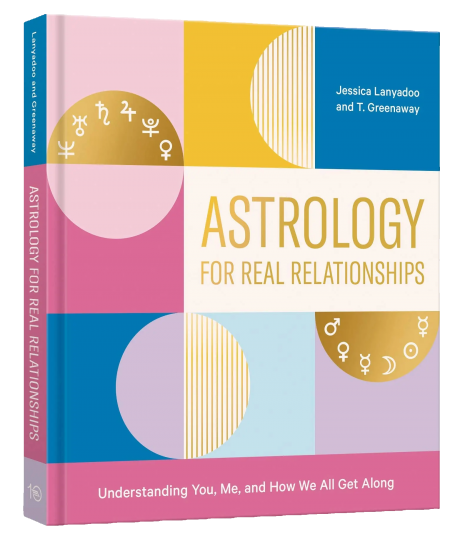 Lanyadoo and Greenaway
ASTROLOGY FOR REAL RELATIONSHIPS
Jessica Lanyadoo
and T. Greenaway
ASTROLOGY
FOR REAL RELATIONSHIPS
Understanding You, Me, and How We All Get Along